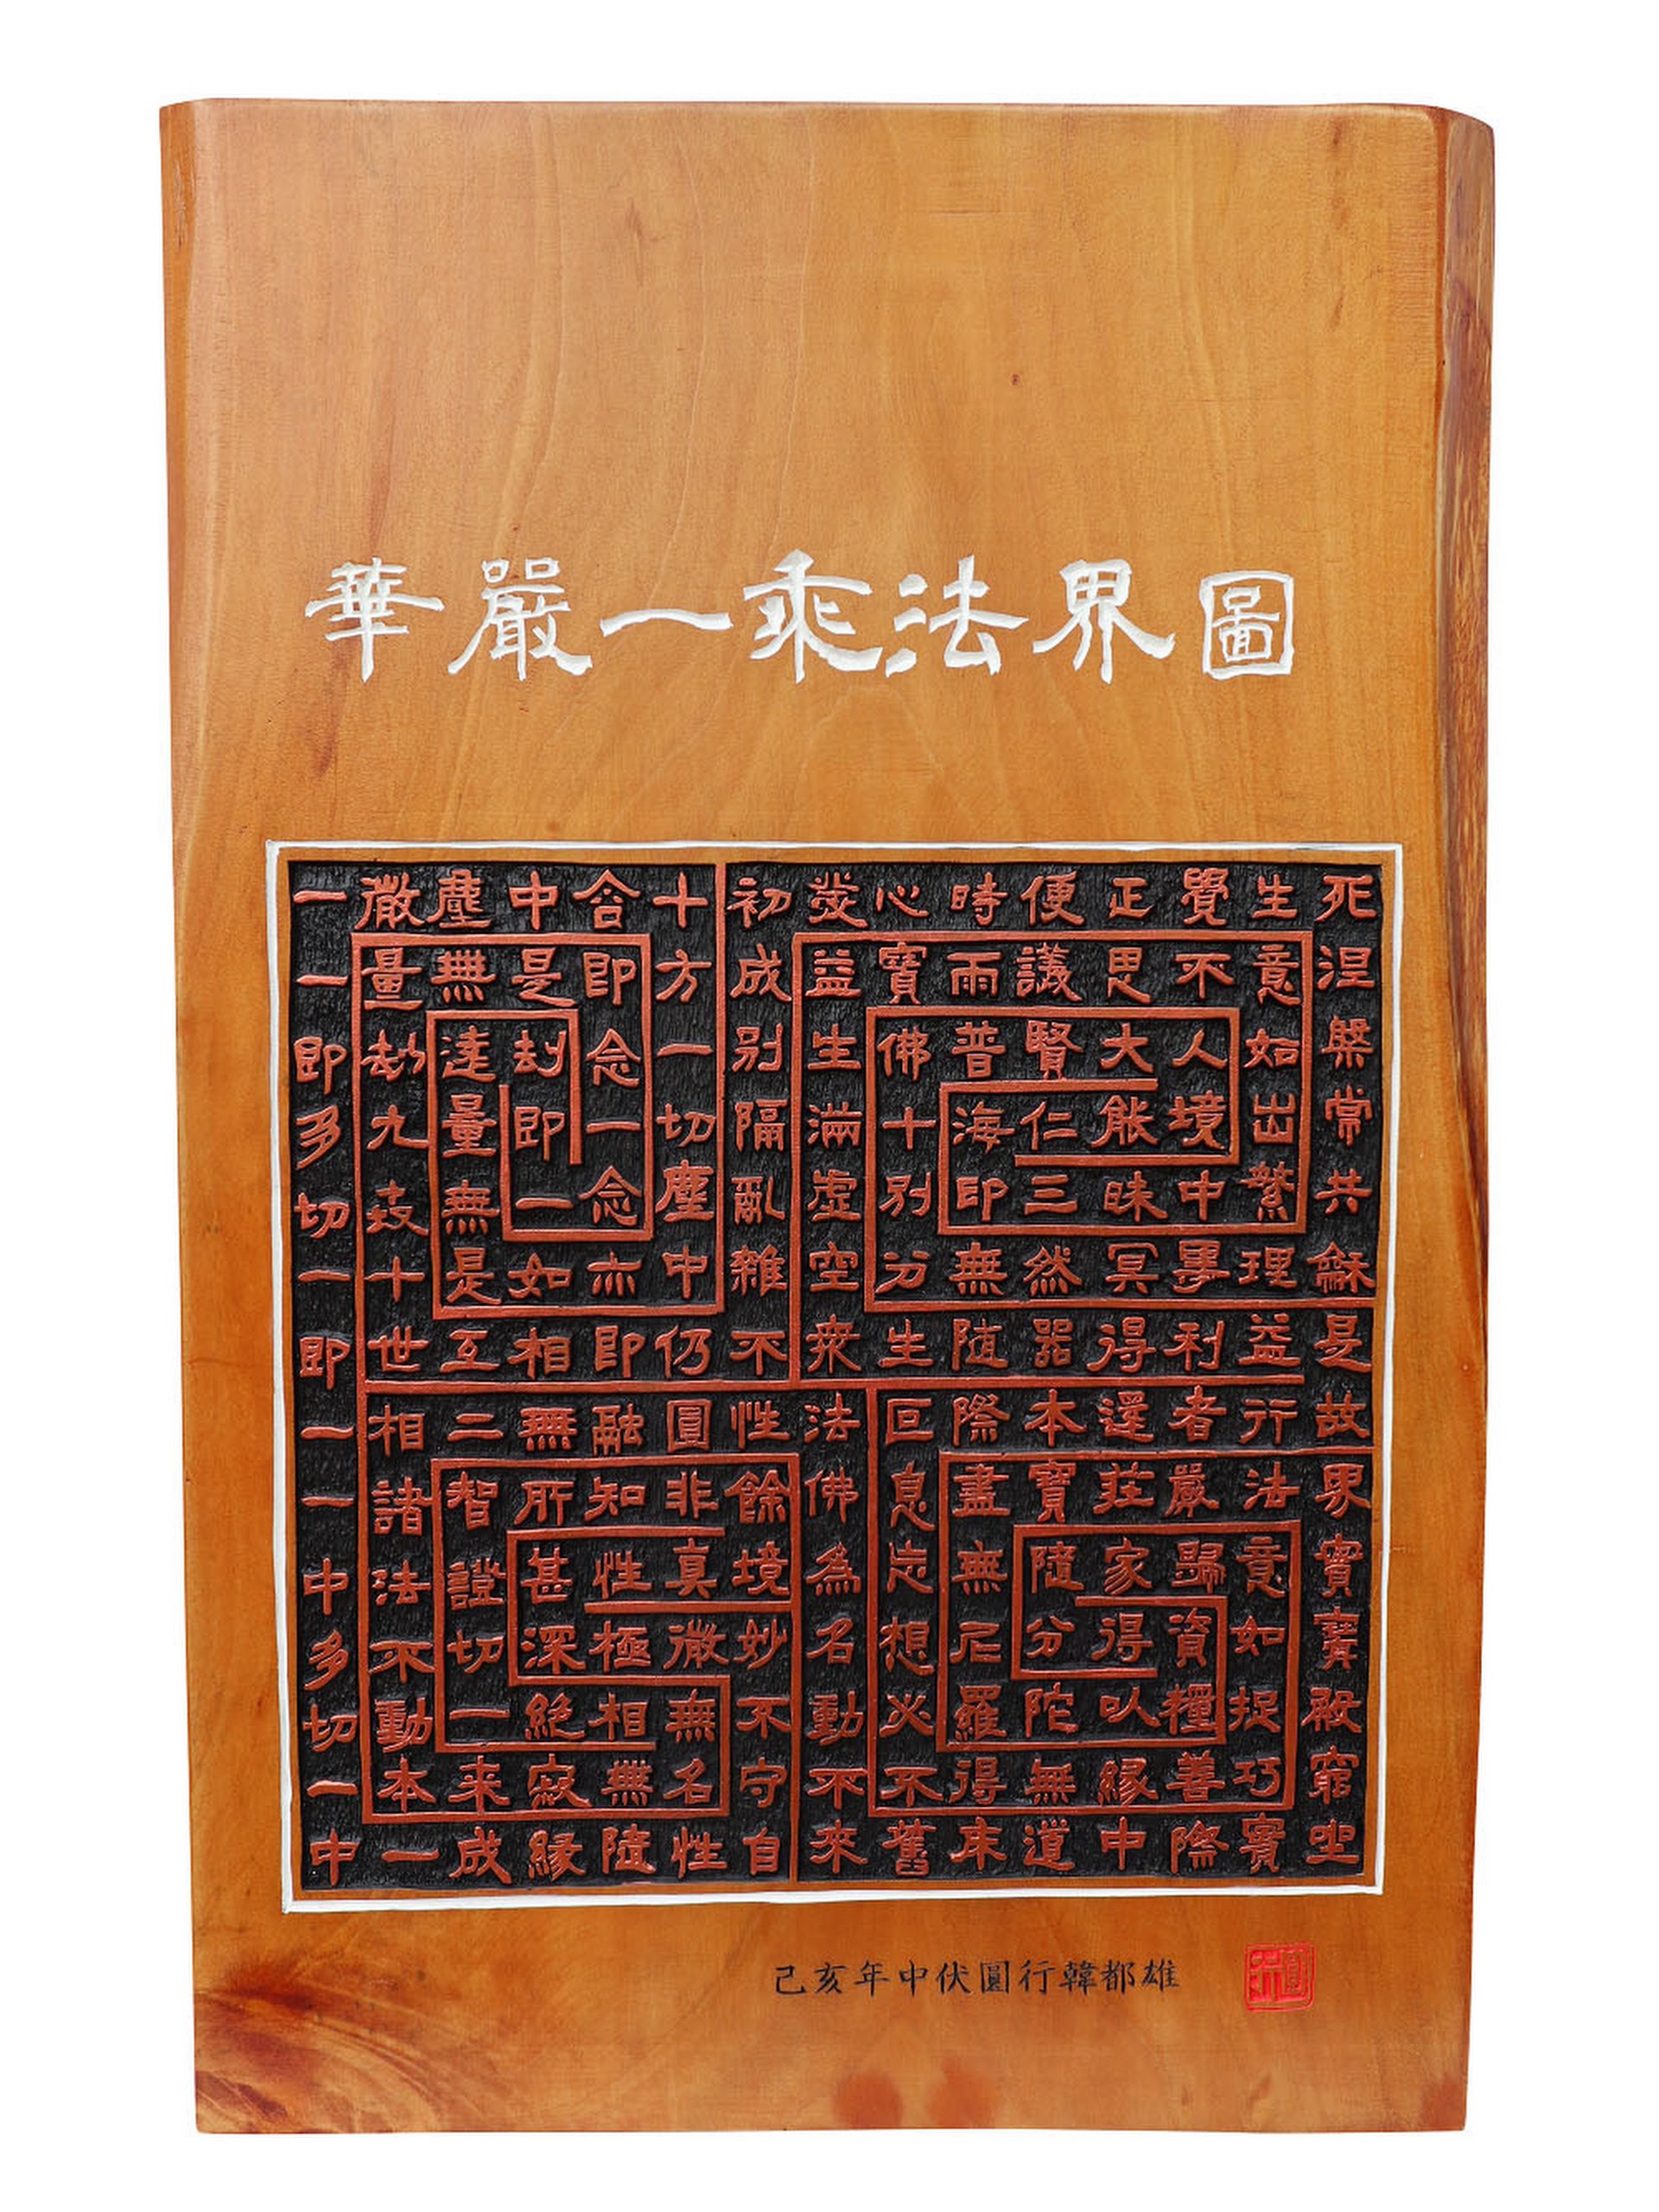 華嚴一乘法界圖
一微塵中含十初發心時便正覺生死
一量無是即方成益寶雨議思不意涅
即劫遠劫念一別生佛普賢大人如槃
多九量即一切隔滿十海仁能境出常
切世無一念塵亂虛別印三昧中繁共
一十是如亦中雜空分無然冥事理龢
即世互相即仍不衆生隨器得利益是
一相二無融圓性法叵際本還者行故
一諸智所知非餘佛息盡寶莊嚴法界
中法證甚性真境為妄無隨家歸意實
多不切深極微妙名想尼分得資如寶
切動一絕相無不動必羅陀以糧捉殿
一本来寂無名守不不得無緣善巧窮
中一成緣隨性自來舊床道中際實坐
己亥年中伏圓行韓都雄
圓行